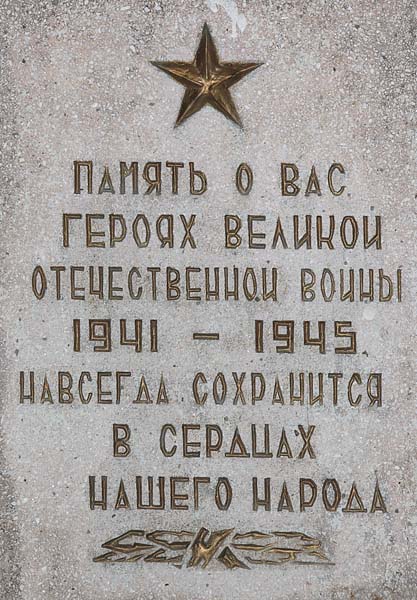 ПАМЯТЬ О ВАС
ГЕРОЯХ ВЕЛИКОЙ
ОТЕЧЕСТВЕННОЙ ВОЙНЫ
1941 – 1945
НАВСЕГДА СОХРАНИТСЯ
В СЕРДЦАХ
НАШЕГО НАРОДА